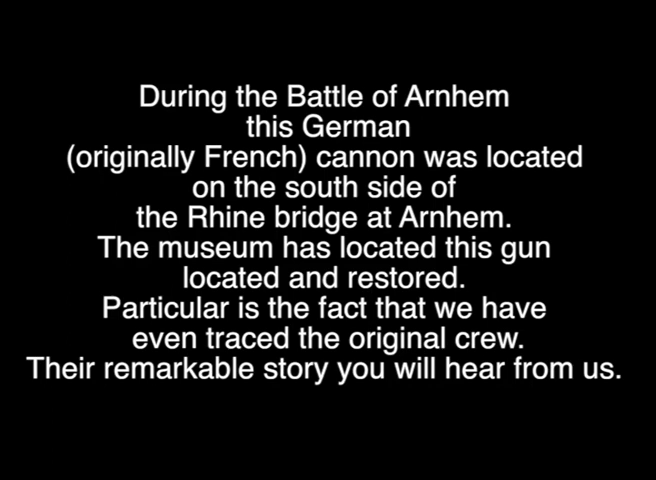 During the Battle of Arnhem
this German
(originally French) cannon was located
on the south side of
the Rhine bridge at Arnhem.
The museum has located this gun
located and restored.
Particular is the fact that we have
even traced the original crew.
Their remarkable story you will hear from us.